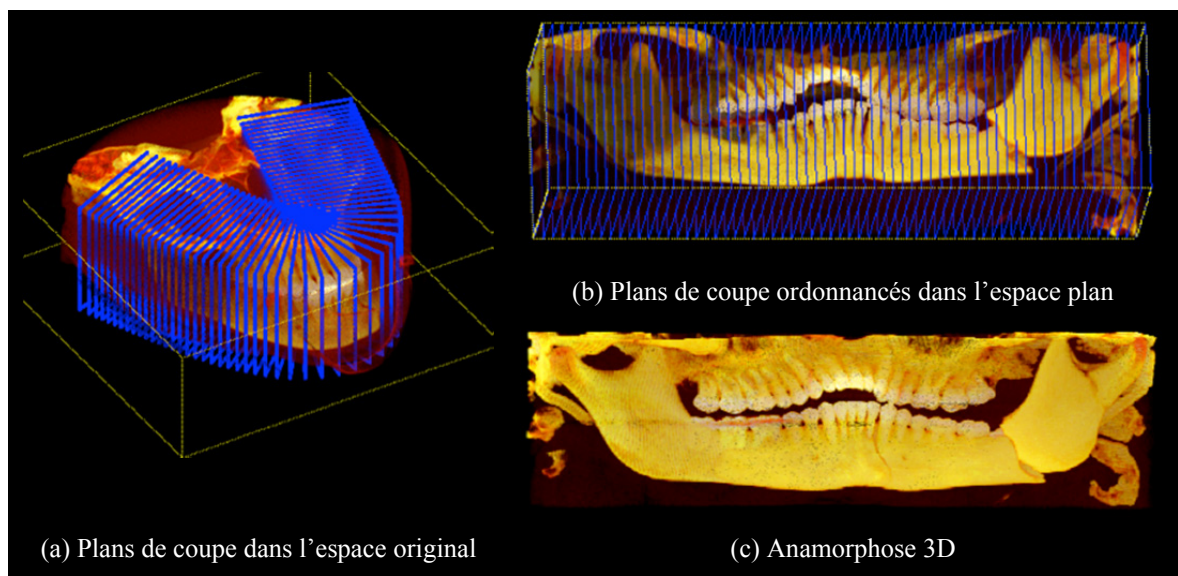 (b) Plans de coupe ordonnancés dans l’espace plan
(a) Plans de coupe dans l’espace original
(c) Anamorphose 3D